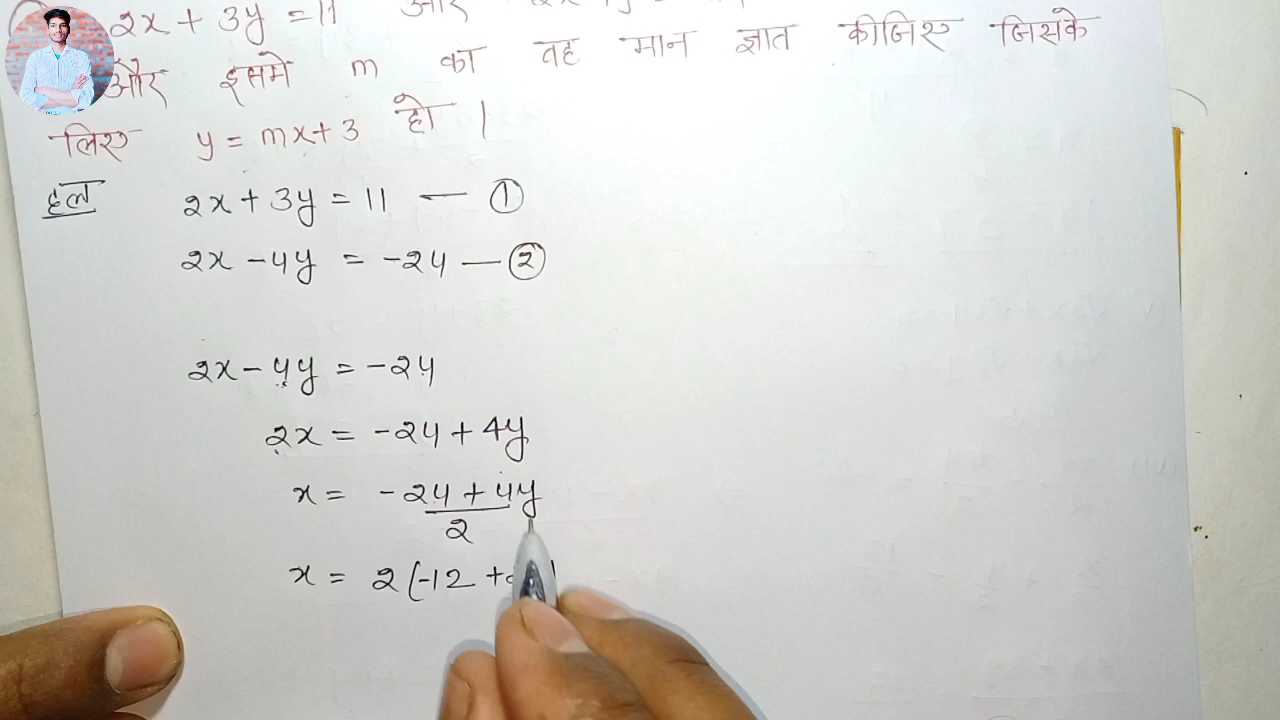 2x + 3y = 11 और
और इसमे m का वह मान ज्ञात कीजिए जिसके
लिए y = mx + 3 हो ।
हल 2x + 3y = 11 — ①
2x - 4y = -24 — ②
2x - 4y = -24
2x = -24 + 4y
x = -24 + 4y
2
x = 2(-12 +